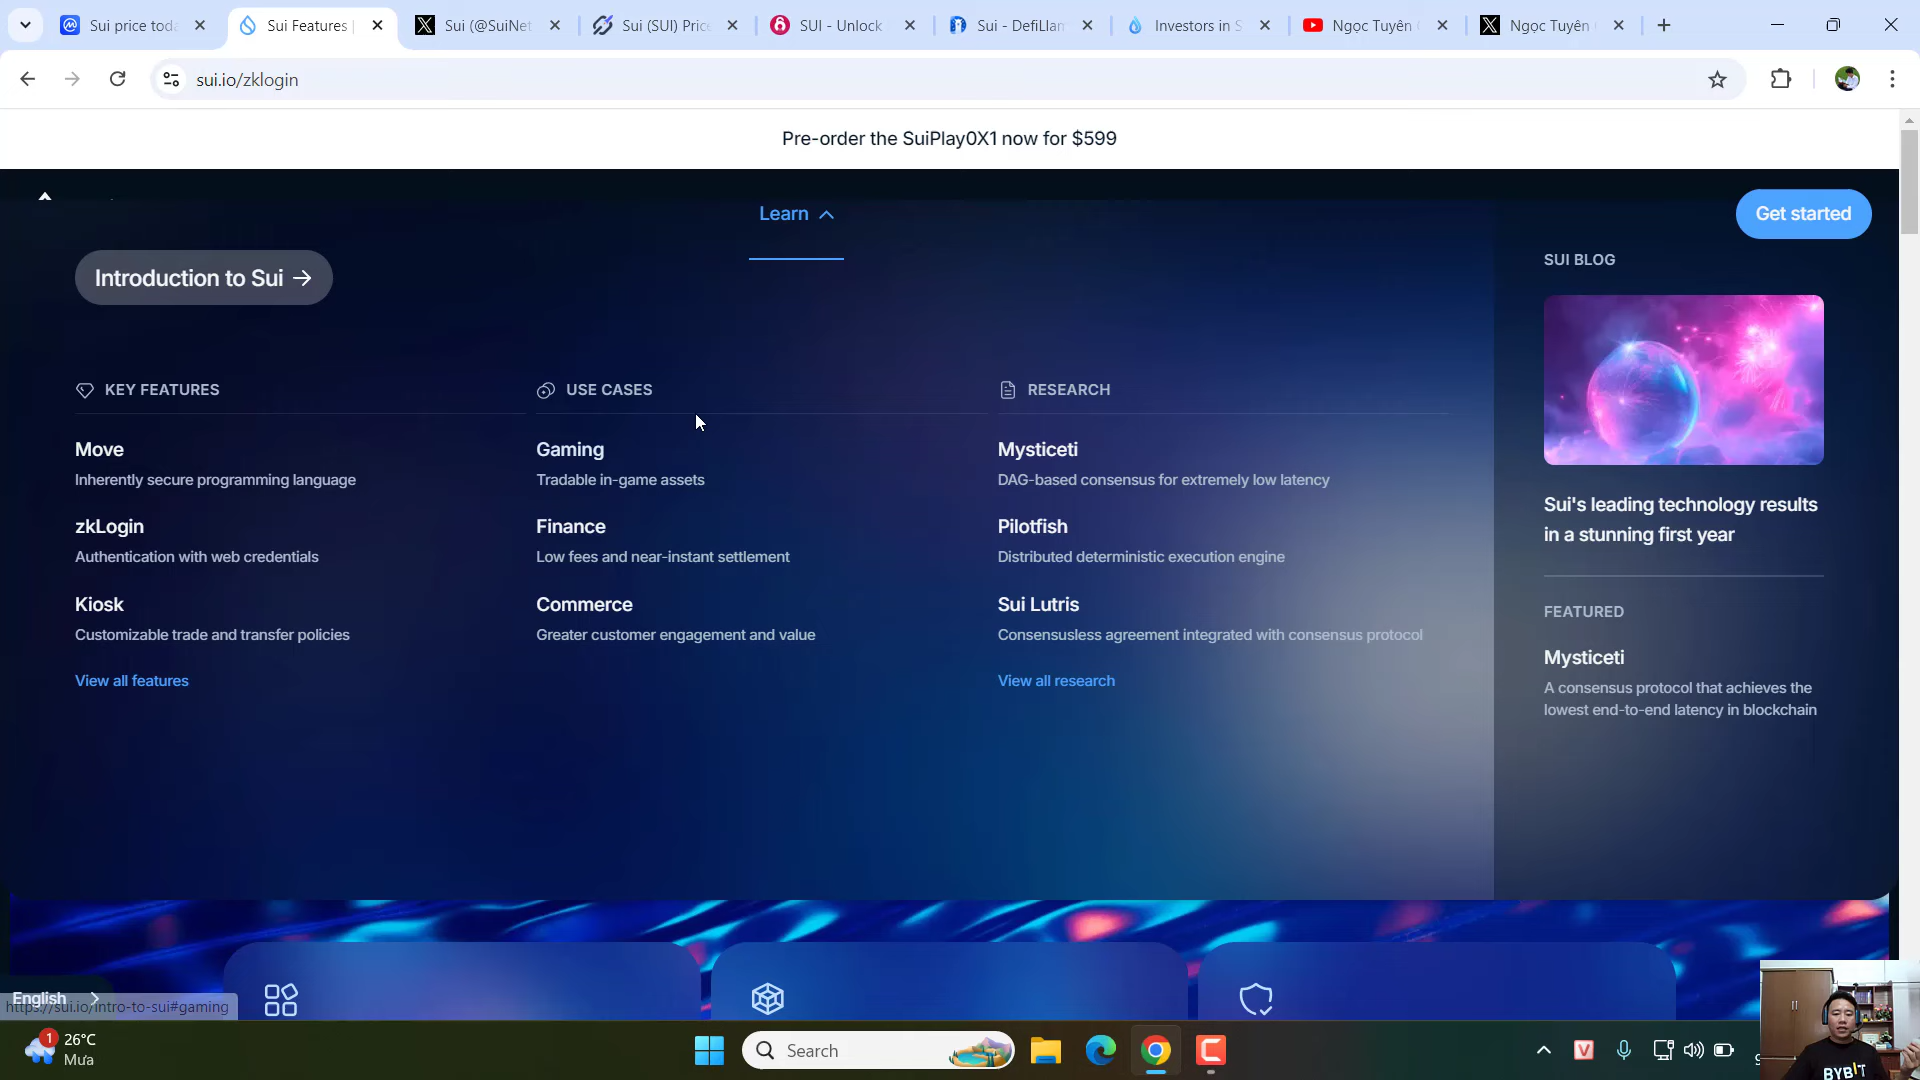 Sui price toda
Sui Features |
Sui (@SuiNet
Sui (SUI) Price
SUI - Unlock
Sui - DefiLlam
Investors in S
Ngọc Tuyên
Ngọc Tuyên
sui.io/zklogin
Pre-order the SuiPlay0X1 now for $599
Learn
Get started
Introduction to Sui →
SUI BLOG
KEY FEATURES
USE CASES
RESEARCH
Move
Inherently secure programming language
Gaming
Tradable in-game assets
Mysticeti
DAG-based consensus for extremely low latency
zkLogin
Authentication with web credentials
Finance
Low fees and near-instant settlement
Pilotfish
Distributed deterministic execution engine
Kiosk
Customizable trade and transfer policies
Commerce
Greater customer engagement and value
Sui Lutris
Consensusless agreement integrated with consensus protocol
View all features
View all research
Sui's leading technology results
in a stunning first year
FEATURED
Mysticeti
A consensus protocol that achieves the
lowest end-to-end latency in blockchain
English
https://sui.io/intro-to-sui#gaming
1
26°C
Mưa
Search
V
BYBIT